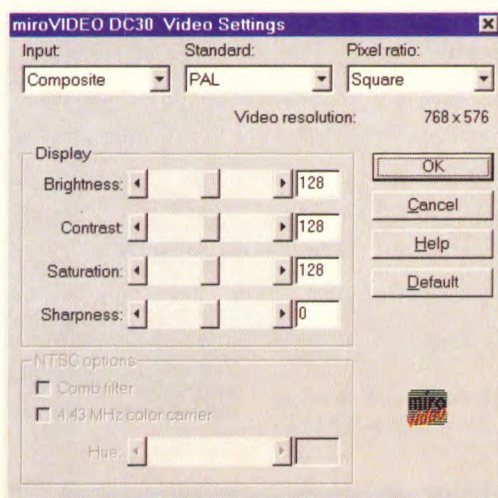 miroVIDEO DC30 Video Settings
Input: Standard: Pixel ratio:
Composite PAL Square
Video resolution: 768 x 576
Display
Brightness: 128
Contrast: 128
Saturation: 128
Sharpness: 0
OK
Cancel
Help
Default
NTSC options
Comb filter
4.43 MHz color carrier
Hue:
miro
video